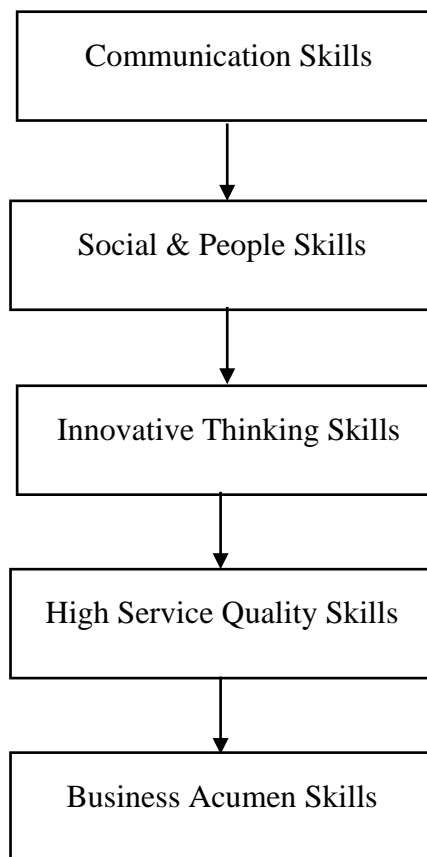 Communication Skills
Social & People Skills
Innovative Thinking Skills
High Service Quality Skills
Business Acumen Skills